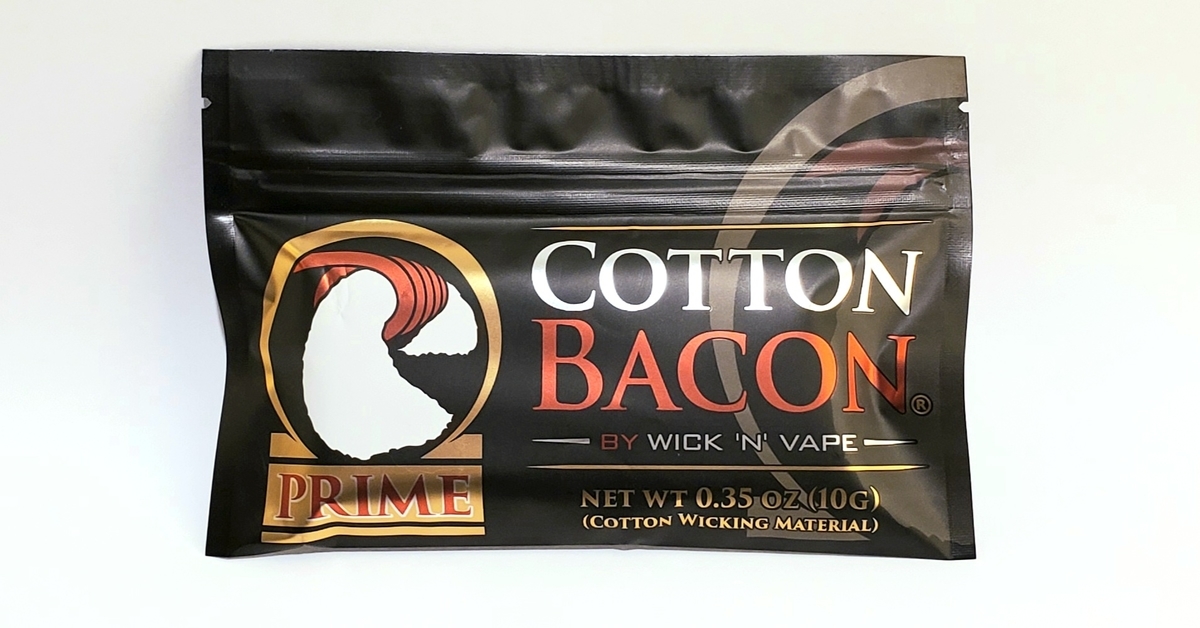 COTTON
BACON®
BY WICK 'N' VAPE
PRIME
NET WT 0.35 OZ (10G)
(COTTON WICKING MATERIAL)